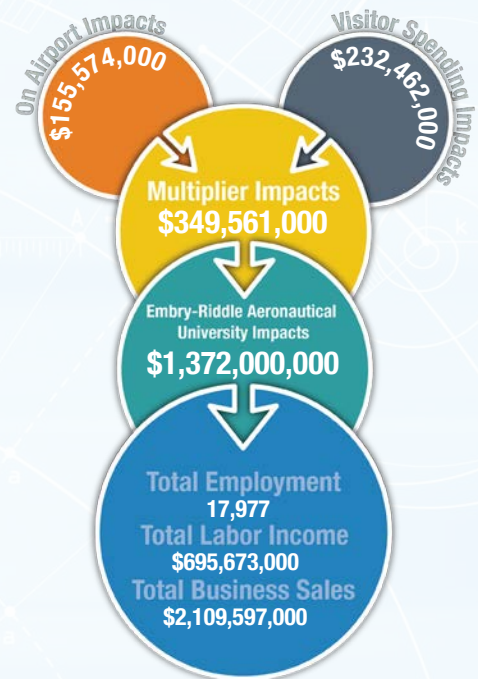 On Airport Impacts
$155,574,000
Visitor Spending Impacts
$232,462,000
Multiplier Impacts
$349,561,000
Embry-Riddle Aeronautical
University Impacts
$1,372,000,000
Total Employment
17,977
Total Labor Income
$695,673,000
Total Business Sales
$2,109,597,000